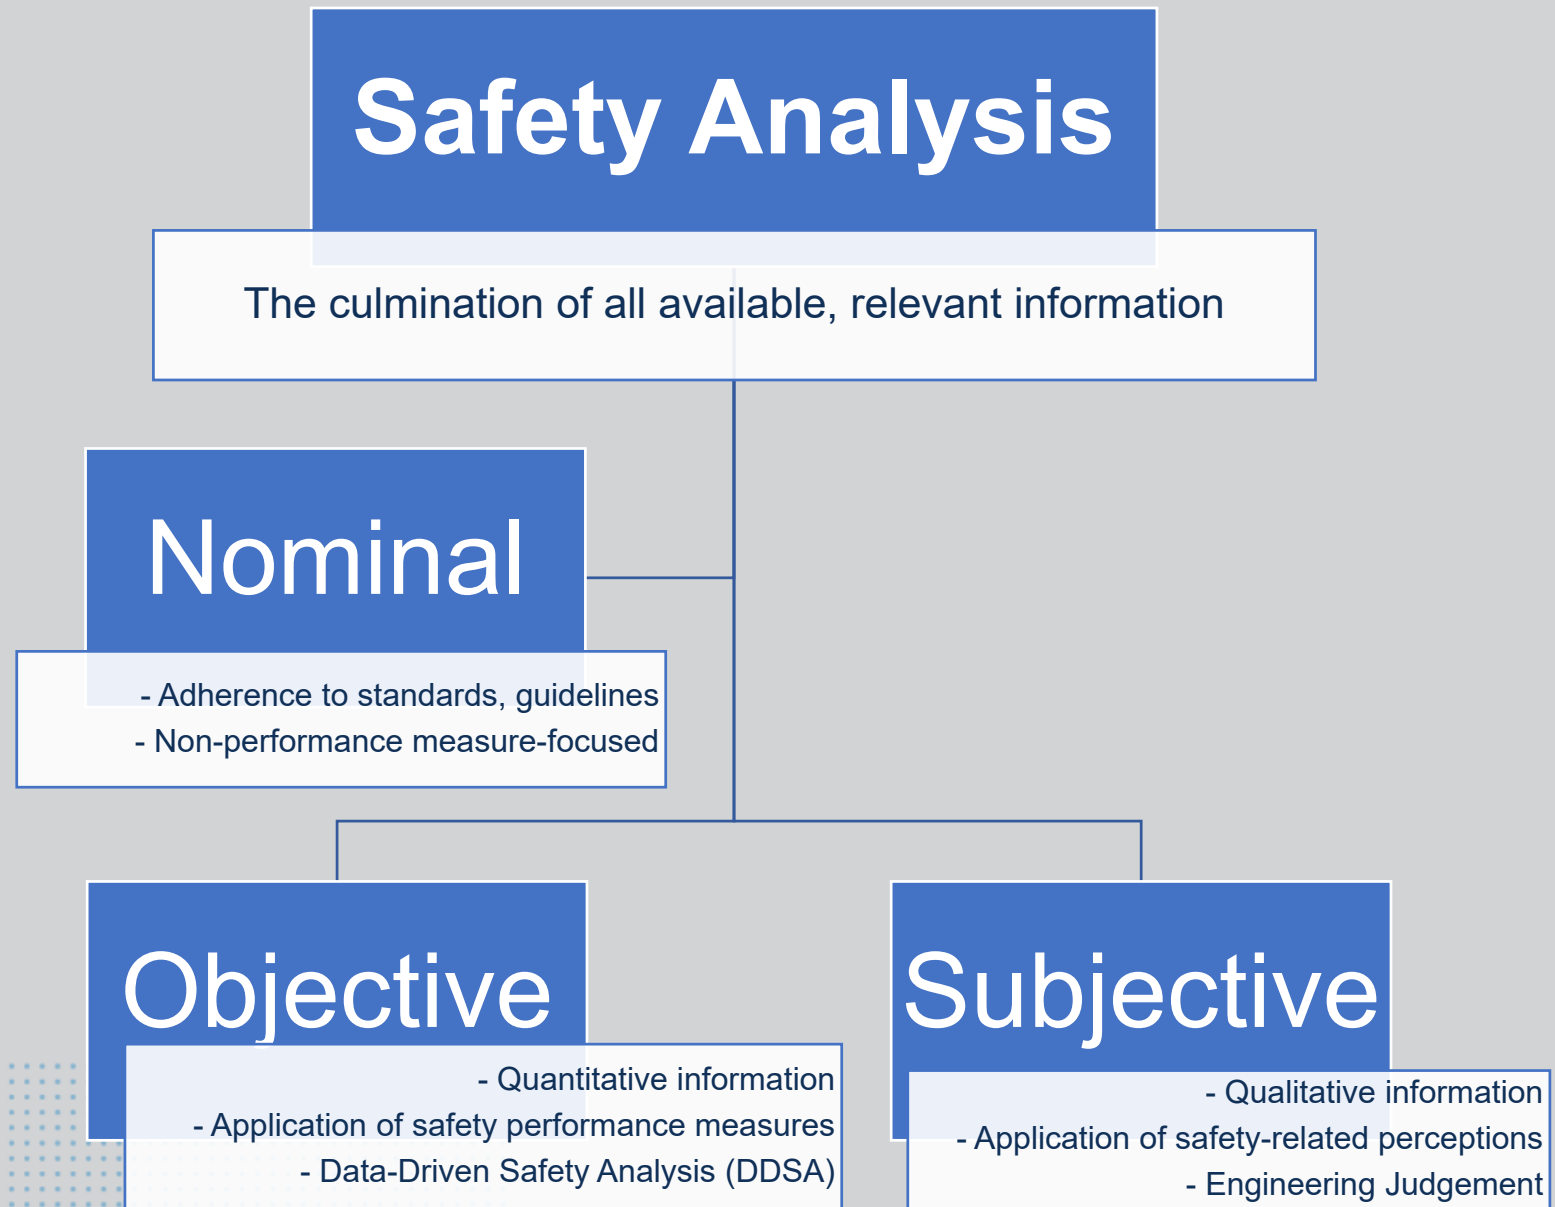 Safety Analysis
The culmination of all available, relevant information
Nominal
- Adherence to standards, guidelines
- Non-performance measure-focused
Objective
- Quantitative information
- Application of safety performance measures
- Data-Driven Safety Analysis (DDSA)
Subjective
- Qualitative information
- Application of safety-related perceptions
- Engineering Judgement